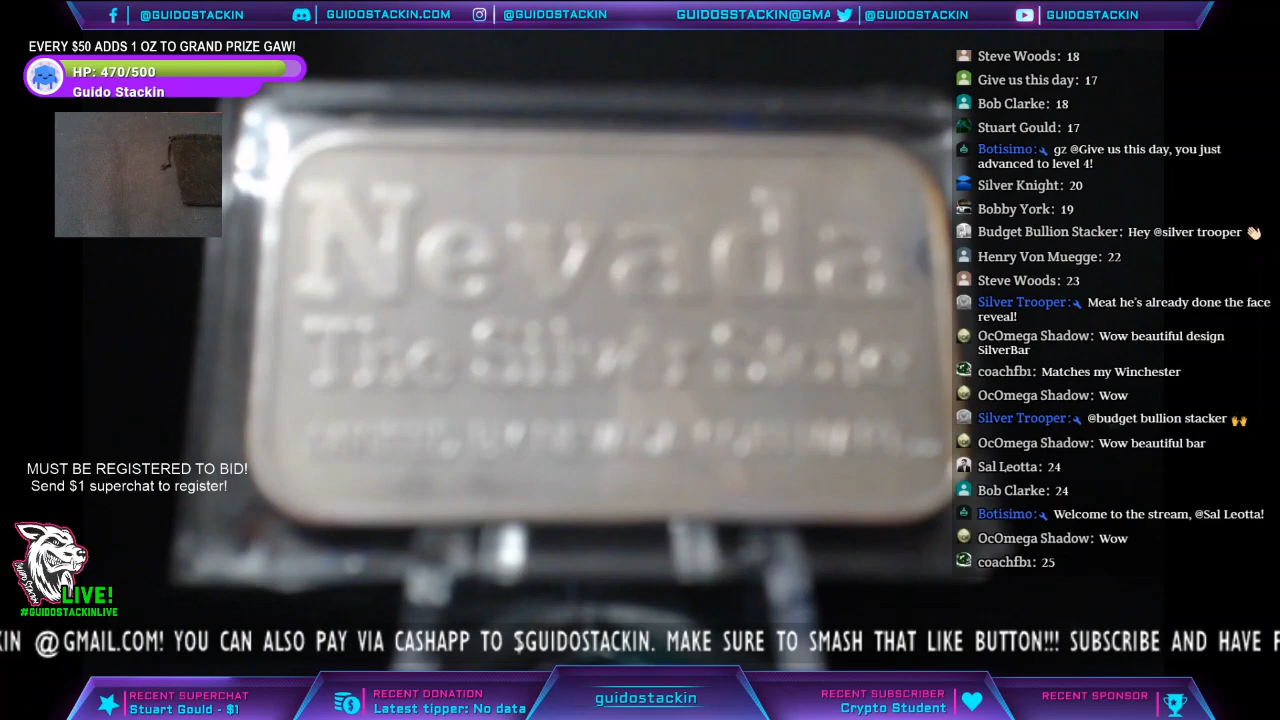 @GUIDOSTACKIN
GUIDOSTACKIN.COM
@GUIDOSTACKIN
GUIDOSSTACKIN@GMA
@GUIDOSTACKIN
GUIDOSTACKIN
EVERY $50 ADDS 1 OZ TO GRAND PRIZE GAW!
HP: 470/500
Guido Stackin
Nevada
The Silver State
MUST BE REGISTERED TO BID!
Send $1 superchat to register!
GUIDO STACKIN
LIVE!
#GUIDOSTACKINLIVE
Steve Woods: 18
Give us this day: 17
Bob Clarke: 18
Stuart Gould: 17
Botisimo: gz @Give us this day, you just
advanced to level 4!
Silver Knight: 20
Bobby York: 19
Budget Bullion Stacker: Hey @silver trooper 👋🏻
Henry Von Muegge: 22
Steve Woods: 23
Silver Trooper: Meat he's already done the face
reveal!
OcOmega Shadow: Wow beautiful design
SilverBar
coachfb1: Matches my Winchester
OcOmega Shadow: Wow
Silver Trooper: @budget bullion stacker 🙌
OcOmega Shadow: Wow beautiful bar
Sal Leotta: 24
Bob Clarke: 24
Botisimo: Welcome to the stream, @Sal Leotta!
OcOmega Shadow: Wow
coachfb1: 25
KIN @GMAIL.COM! YOU CAN ALSO PAY VIA CASHAPP TO $GUIDOSTACKIN. MAKE SURE TO SMASH THAT LIKE BUTTON!!! SUBSCRIBE AND HAVE F
RECENT SUPERCHAT
Stuart Gould - $1
RECENT DONATION
Latest tipper: No data
guidostackin
RECENT SUBSCRIBER
Crypto Student
RECENT SPONSOR